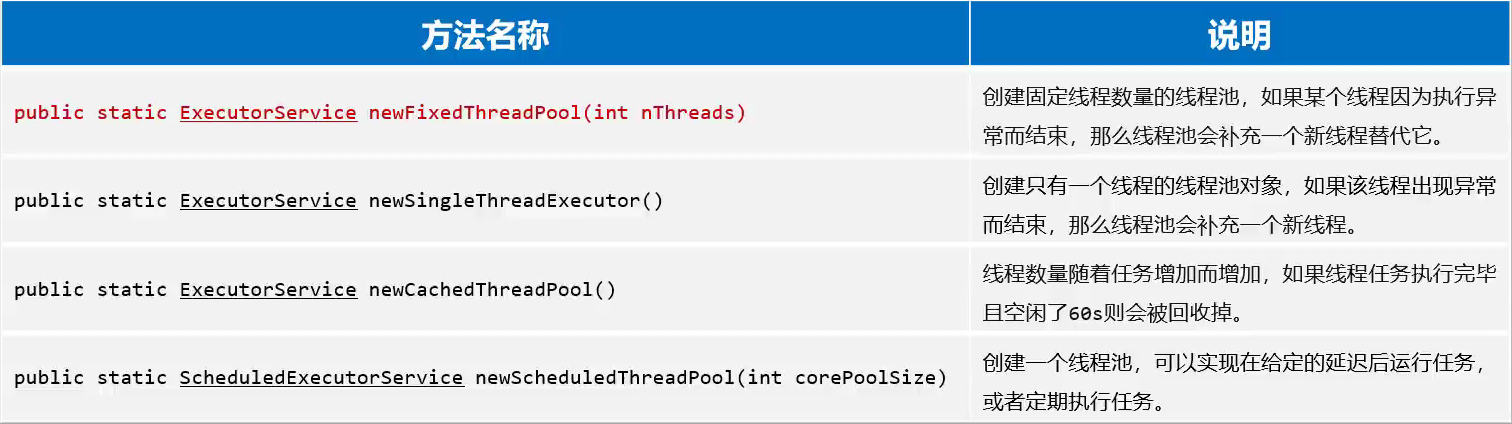 方法名称
说明
public static ExecutorService newFixedThreadPool(int nThreads)
创建固定线程数量的线程池，如果某个线程因为执行异
常而结束，那么线程池会补充一个新线程替代它。
public static ExecutorService newSingleThreadExecutor()
创建只有一个线程的线程池对象，如果该线程出现异常
而结束，那么线程池会补充一个新线程。
public static ExecutorService newCachedThreadPool()
线程数量随着任务增加而增加，如果线程任务执行完毕
且空闲了60s则会被回收掉。
public static ScheduledExecutorService newScheduledThreadPool(int corePoolSize)
创建一个线程池，可以实现在给定的延迟后运行任务，
或者定期执行任务。